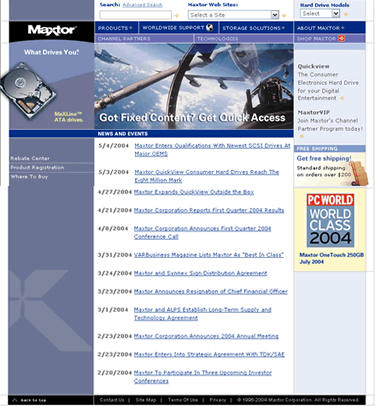 Search: Advanced Search
Maxtor Web Sites:
Hard Drive Models
Select a Site
Select
Maxtor
PRODUCTS
WORLDWIDE SUPPORT
STORAGE SOLUTIONS
ABOUT MAXTOR
CHANNEL PARTNERS
TECHNOLOGIES
SHOP MAXTOR
What Drives You?
MaXLine™
ATA drives.
Got Fixed Content? Get Quick Access
Quickview
The Consumer
Electronics Hard Drive
for your Digital
Entertainment
MaxtorVIP
Join Maxtor's Channel
Partner Program today!
NEWS AND EVENTS
5/4/2004 Maxtor Enters Qualifications With Newest SCSI Drives At
Major OEMS
5/3/2004 Maxtor QuickView Consumer Hard Drives Reach The
Eight Million Mark
4/27/2004 Maxtor Expands QuickView Outside the Box
4/21/2004 Maxtor Corporation Reports First Quarter 2004 Results
4/8/2004 Maxtor Corporation Announces First Quarter 2004
Conference Call
3/31/2004 VARBusiness Magazine Lists Maxtor As "Best In Class"
3/24/2004 Maxtor and Synnex Sign Distribution Agreement
3/23/2004 Maxtor Announces Resignation of Chief Financial Officer
3/1/2004 Maxtor and ALPS Establish Long-Term Supply and
Technology Agreement
2/23/2004 Maxtor Corporation Announces 2004 Annual Meeting
2/23/2004 Maxtor Enters Into Strategic Agreement With TDK/SAE
2/20/2004 Maxtor To Participate In Three Upcoming Investor
Conferences
Rebate Center
Product Registration
Where To Buy
FREE SHIPPING
Get free shipping!
Standard shipping
on orders over $200
PC WORLD
WORLD
CLASS
2004
Maxtor OneTouch 250GB
July 2004
Back to top
Contact Us | Site Map | Terms Of Use | Privacy | © 1996-2004 Maxtor Corporation. All Rights Reserved.